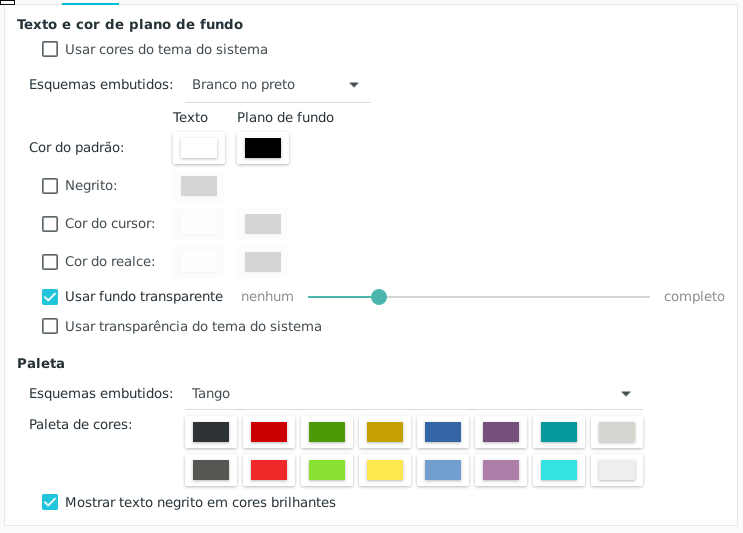 Texto e cor de plano de fundo
Usar cores do tema do sistema
Esquemas embutidos: Branco no preto
Texto Plano de fundo
Cor do padrão:
Negrito:
Cor do cursor:
Cor do realce:
Usar fundo transparente nenhum completo
Usar transparência do tema do sistema
Paleta
Esquemas embutidos: Tango
Paleta de cores:
Mostrar texto negrito em cores brilhantes